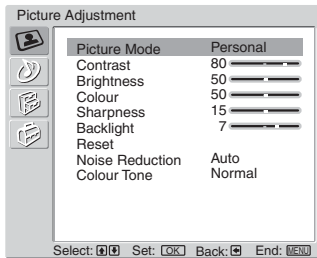 Picture Adjustment
Picture Mode Personal
Contrast 80
Brightness 50
Colour 50
Sharpness 15
Backlight 7
Reset
Noise Reduction Auto
Colour Tone Normal
Select: Set: OK Back: End: MENU